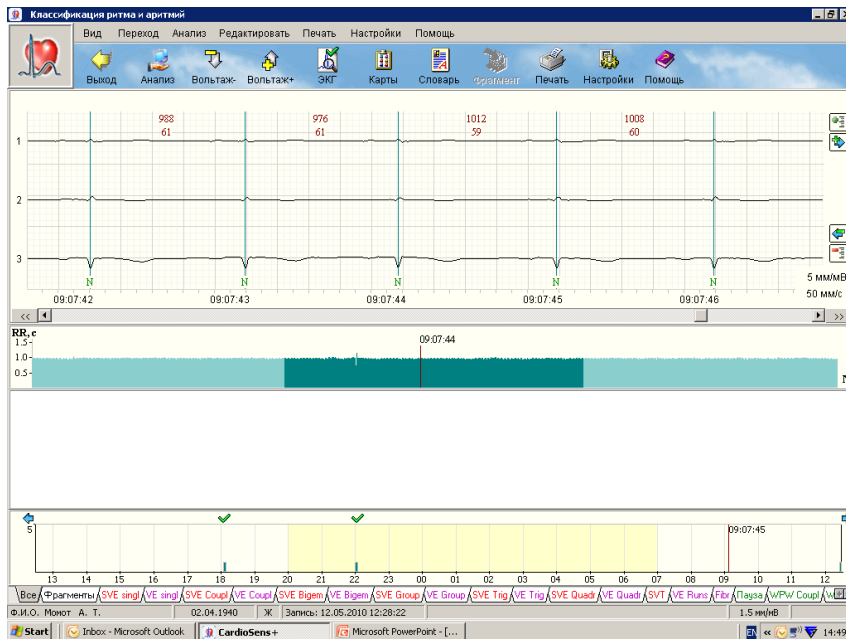 Классификация ритма и аритмий
Вид Переход Анализ Редактировать Печать Настройки Помощь
Выход Анализ Вольтаж- Вольтаж+ ЭКГ Карты Словарь Фрагмент Печать Настройки Помощь
988 976 1012 1008
61 61 59 60
1
2
3
N N N N N
5 мм/мВ
09:07:42 09:07:43 09:07:44 09:07:45 09:07:46 50 мм/с
<< >>
RR,с
09:07:44
1.5
1.0
0.5
5
09:07:45
13 14 15 16 17 18 19 20 21 22 23 00 01 02 03 04 05 06 07 08 09 10 11 12
Все Фрагменты SVE singl VE singl SVE Coupl VE Coupl SVE Bigem VE Bigem SVE Group VE Group SVE Trig VE Trig SVE Quadr VE Quadr SVT VE Runs Fibr Пауза WPW Coupl
Ф.И.О. Момот А. Т. 02.04.1940 Ж Запись: 12.05.2010 12:28:22 1.5 мм/мВ
Start Inbox - Microsoft Outlook CardioSens+ Microsoft PowerPoint - [... EN « 14:49